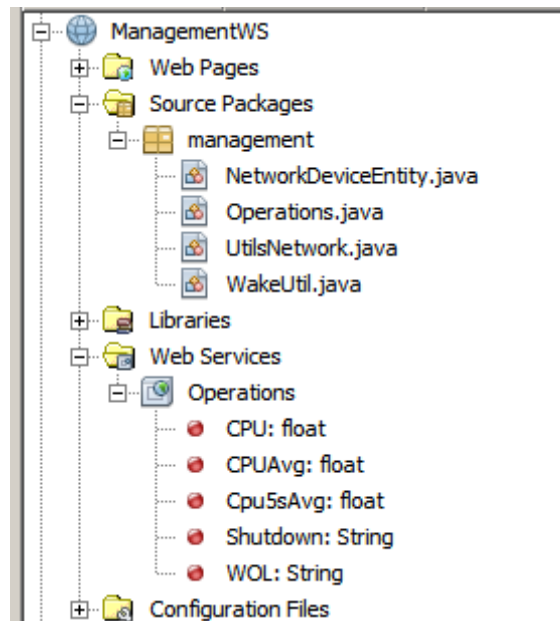 ManagementWS
Web Pages
Source Packages
management
NetworkDeviceEntity.java
Operations.java
UtilsNetwork.java
WakeUtil.java
Libraries
Web Services
Operations
CPU: float
CPUAvg: float
Cpu5sAvg: float
Shutdown: String
WOL: String
Configuration Files